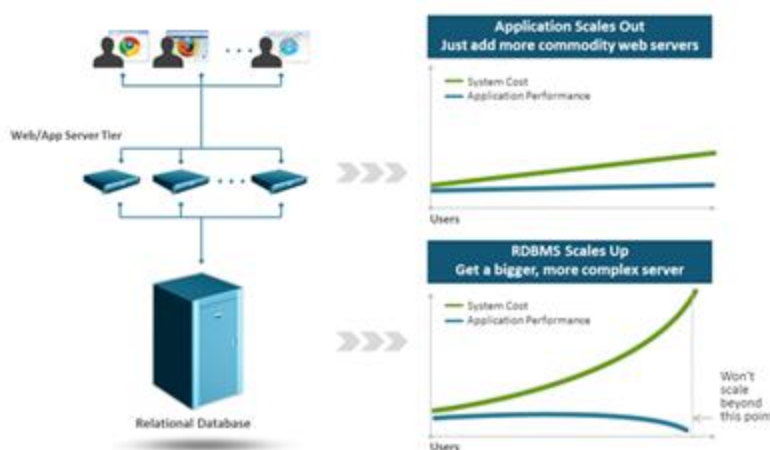 Application Scales Out
Just add more commodity web servers
System Cost
Application Performance
Users
Web/App Server Tier
RDBMS Scales Up
Get a bigger, more complex server
System Cost
Application Performance
Won't
scale
beyond
this point
Users
Relational Database